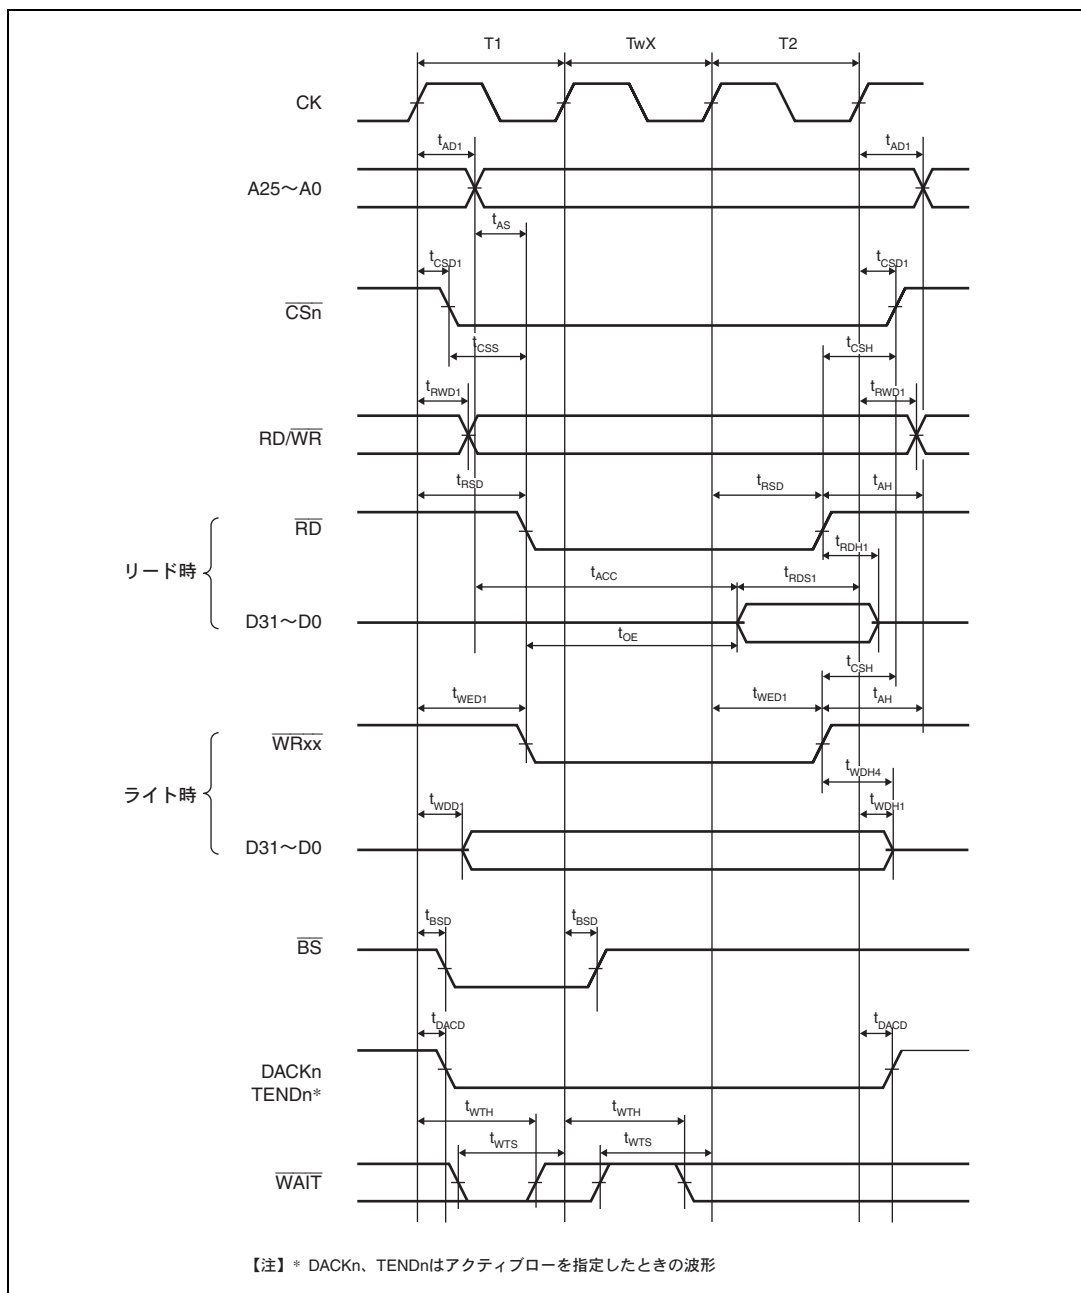 T1 TwX T2
CK
tAD1 tAD1
A25～A0
tAS
tCSD1 tCSD1
CSn
tCSS tCSH
tRWD1 tRWD1
RD/WR
tRSD tRSD tAH
RD
tRDH1
リード時
tACC tRDS1
D31～D0
tOE
tCSH
tWED1 tWED1 tAH
WRxx
tWDH4
ライト時
tWDD1 tWDH1
D31～D0
tBSD tBSD
BS
tDACD tDACD
DACKn
TENDn*
tWTH tWTH
tWTS tWTS
WAIT
【注】* DACKn、TENDnはアクティブローを指定したときの波形